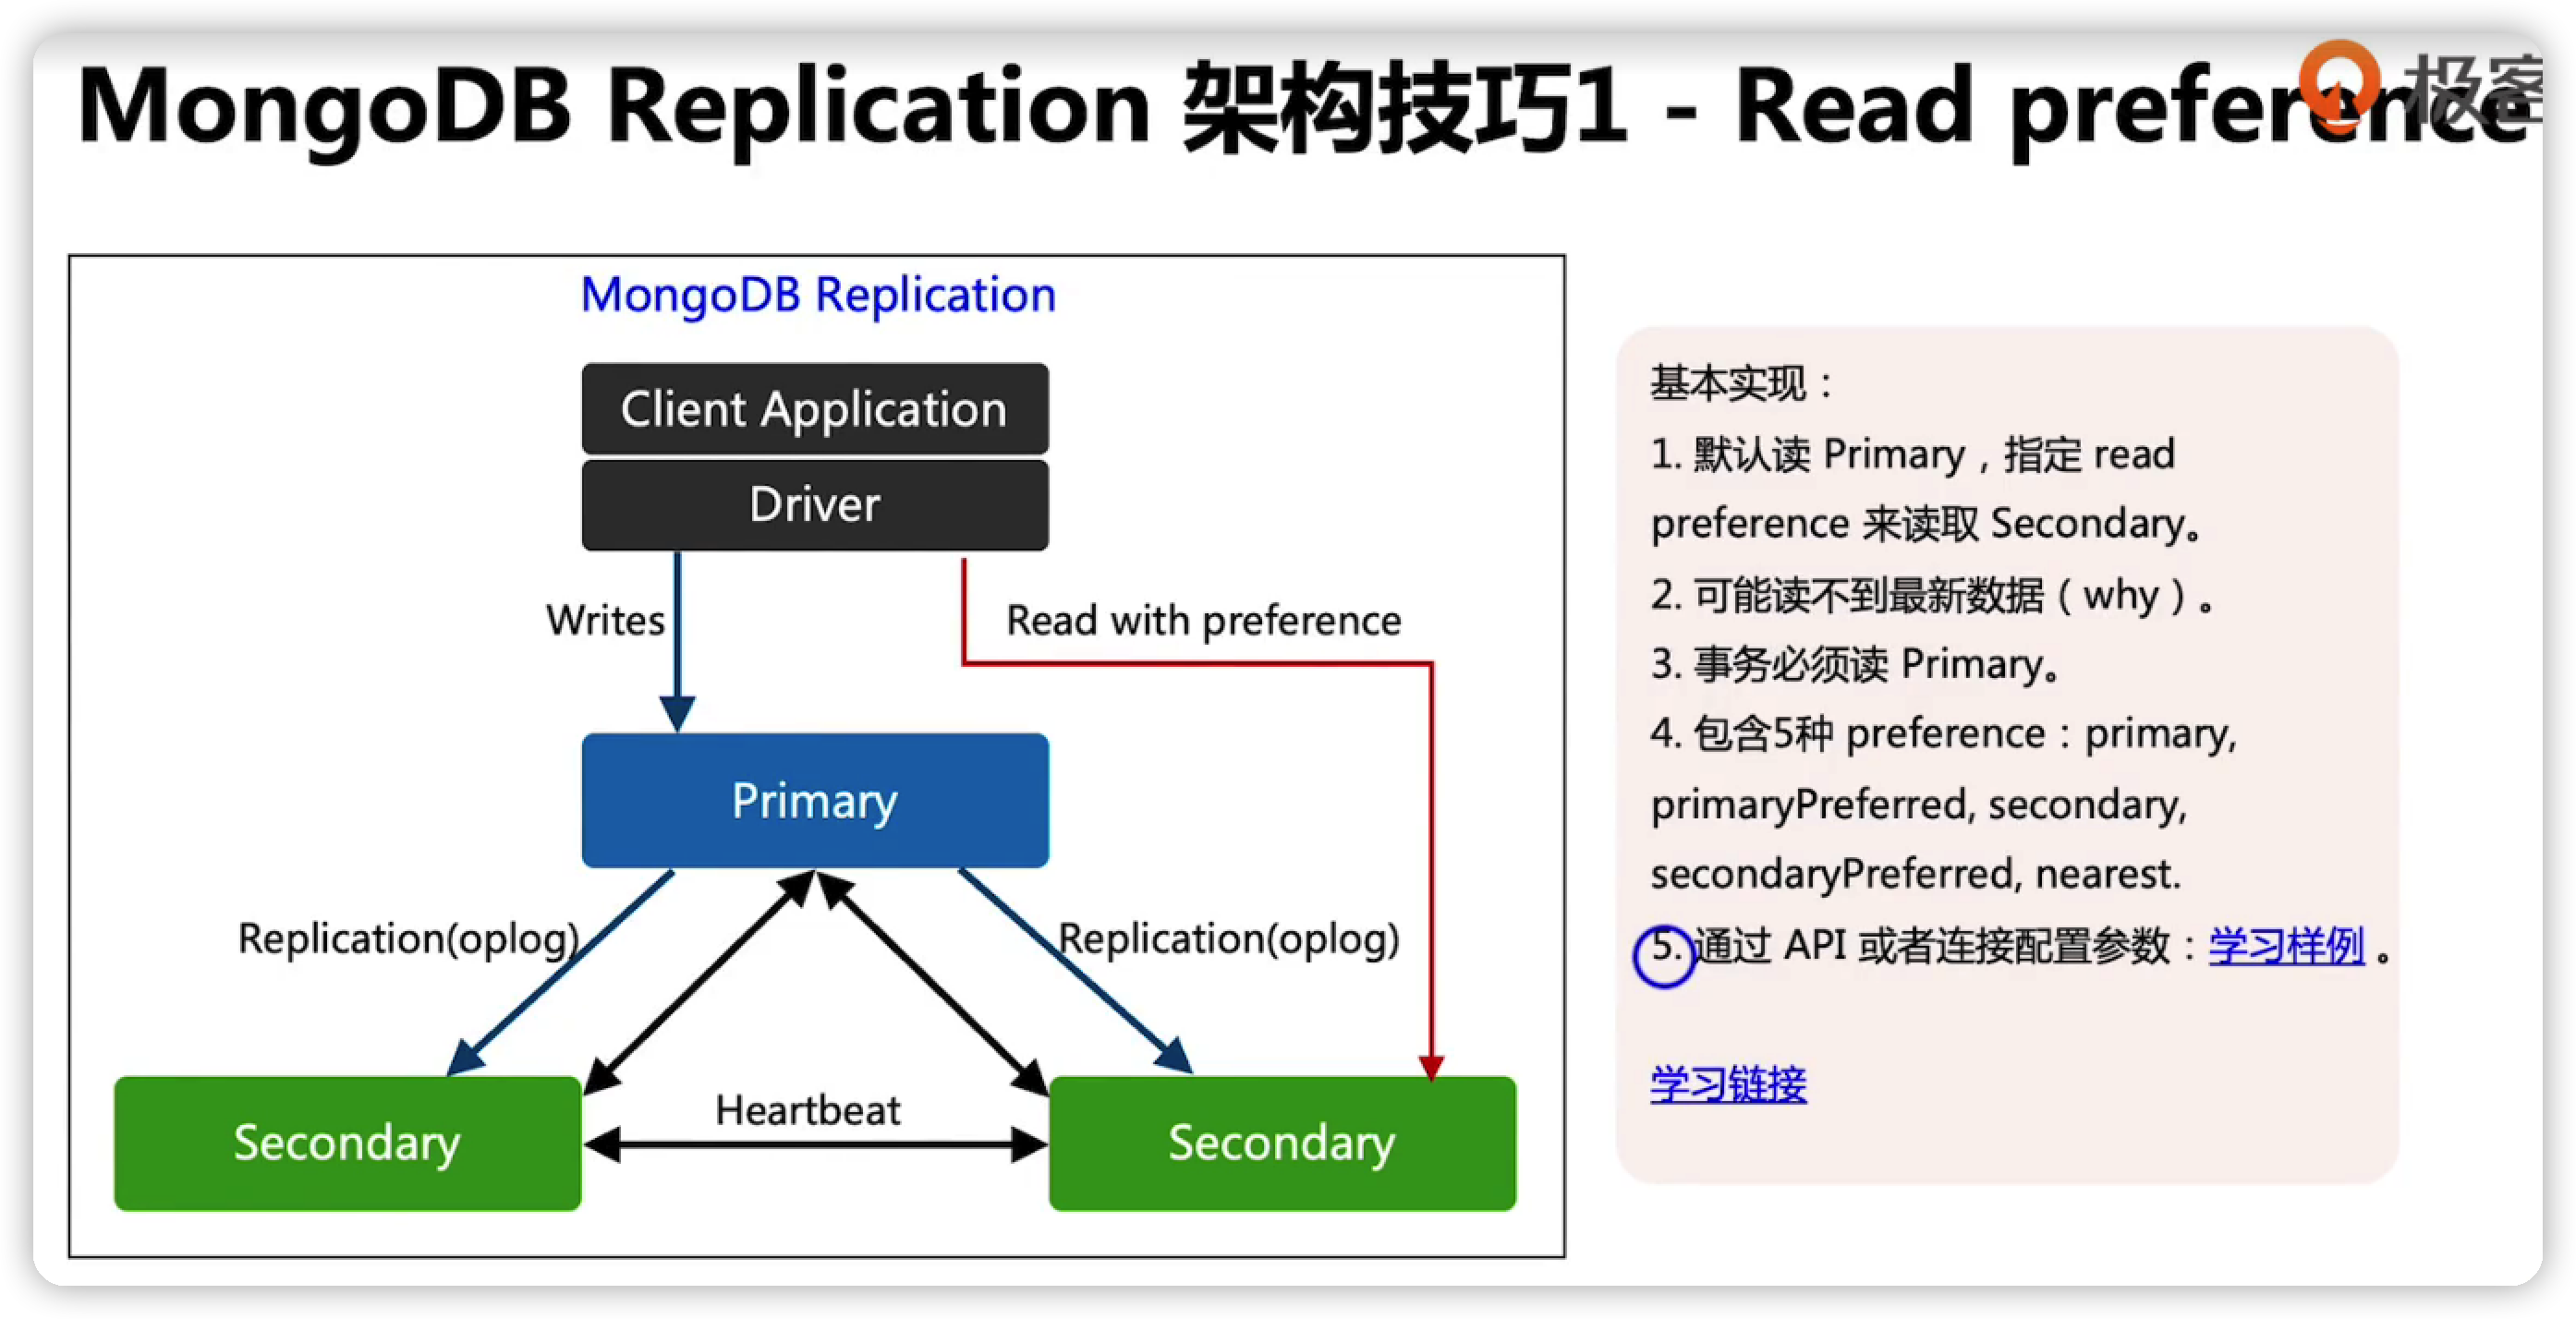 MongoDB Replication 架构技巧1 - Read preference
极客
MongoDB Replication
Client Application
Driver
Writes
Read with preference
Primary
Replication(oplog)
Replication(oplog)
Heartbeat
Secondary
Secondary
基本实现：
1. 默认读 Primary，指定 read
preference 来读取 Secondary。
2. 可能读不到最新数据（why）。
3. 事务必须读 Primary。
4. 包含5种 preference：primary,
primaryPreferred, secondary,
secondaryPreferred, nearest.
5. 通过 API 或者连接配置参数：学习样例 。
学习链接